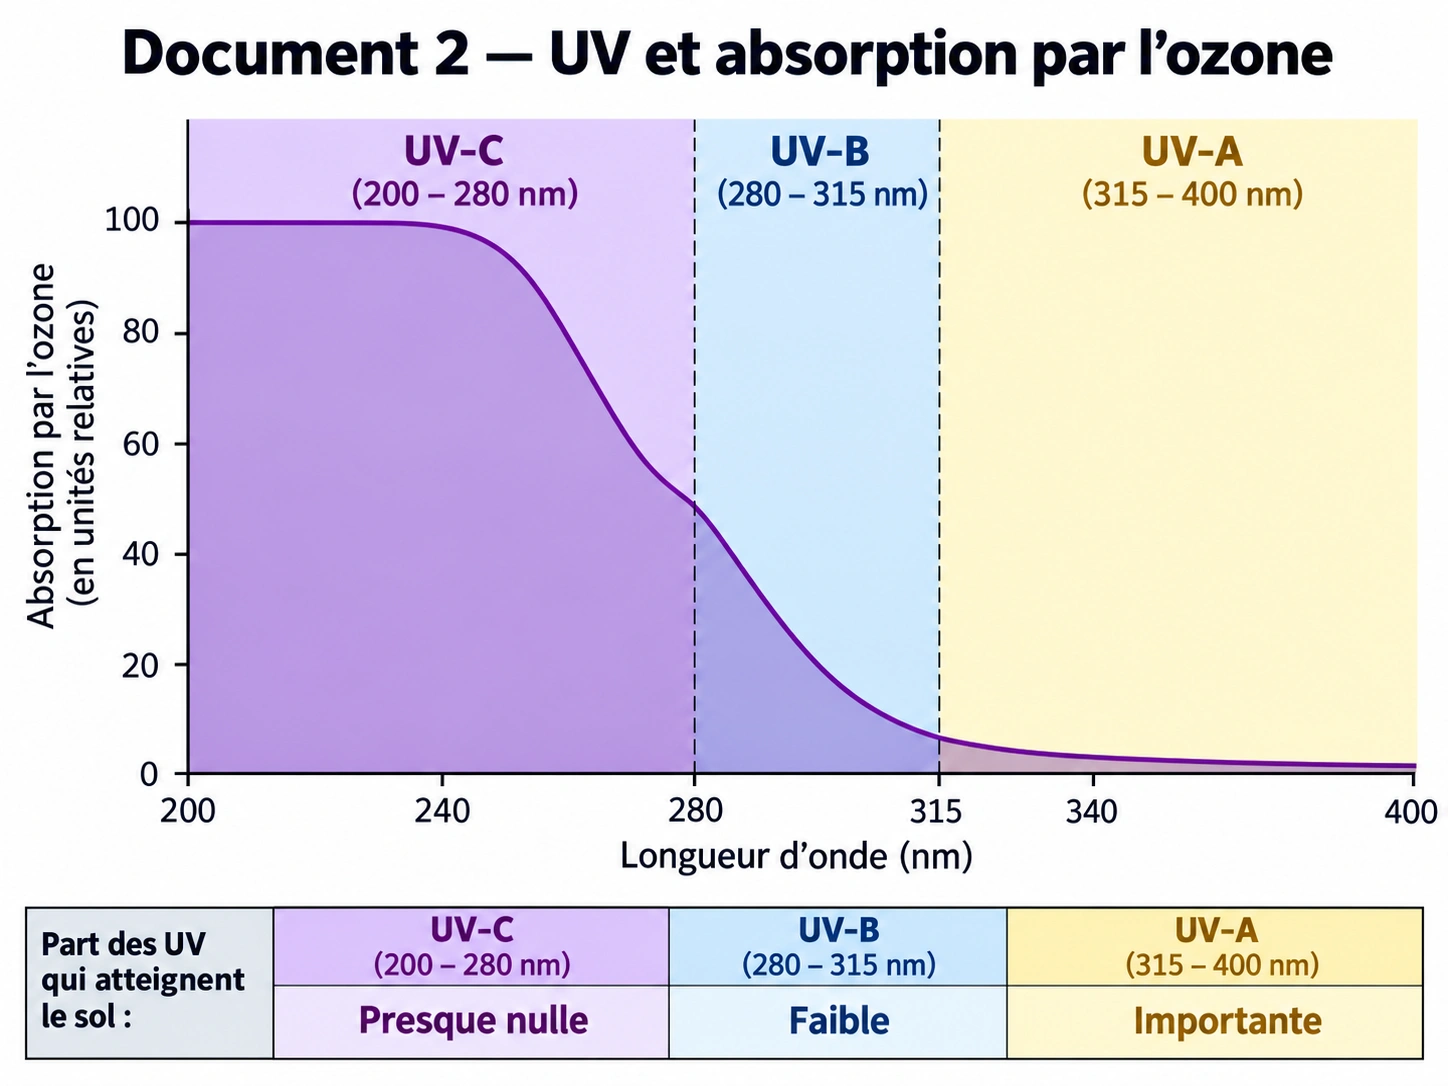 Document 2 — UV et absorption par l’ozone
UV-C
(200 – 280 nm)
UV-B
(280 – 315 nm)
UV-A
(315 – 400 nm)
Absorption par l’ozone
(en unités relatives)
100
80
60
40
20
0
200
240
280
315
340
400
Longueur d’onde (nm)
Part des UV
qui atteignent
le sol :
UV-C
(200 – 280 nm)
UV-B
(280 – 315 nm)
UV-A
(315 – 400 nm)
Presque nulle
Faible
Importante